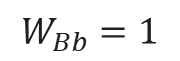 W_{Bb} = 1